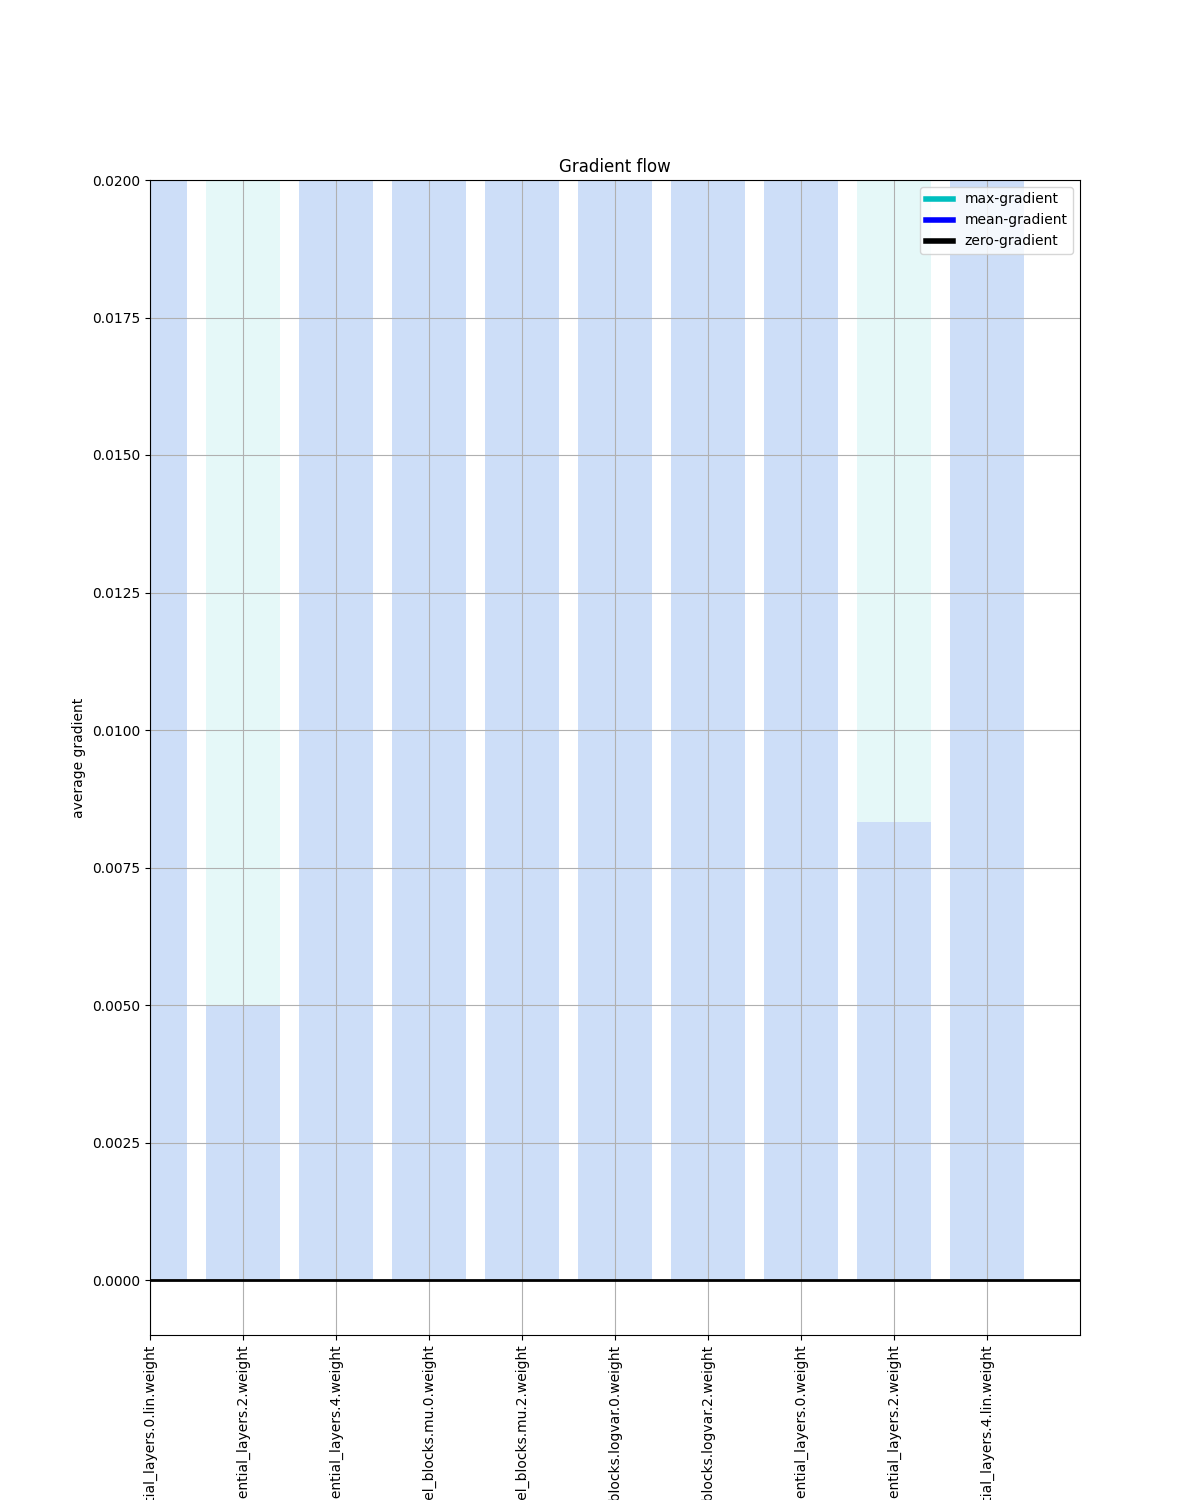 Gradient flow
max-gradient
mean-gradient
zero-gradient
0.0200
0.0175
0.0150
0.0125
0.0100
0.0075
0.0050
0.0025
0.0000
average gradient
tial_layers.0.lin.weight
ential_layers.2.weight
ential_layers.4.weight
el_blocks.mu.0.weight
el_blocks.mu.2.weight
blocks.logvar.0.weight
blocks.logvar.2.weight
ential_layers.0.weight
ential_layers.2.weight
tial_layers.4.lin.weight